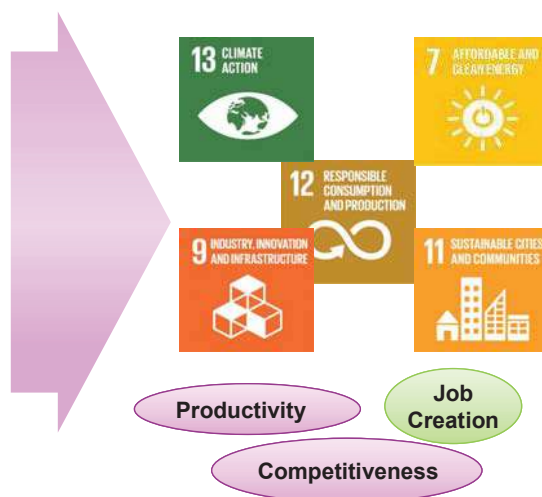 13 CLIMATE
ACTION
7 AFFORDABLE AND
CLEAN ENERGY
12 RESPONSIBLE
CONSUMPTION
AND PRODUCTION
9 INDUSTRY, INNOVATION
AND INFRASTRUCTURE
11 SUSTAINABLE CITIES
AND COMMUNITIES
Productivity
Job
Creation
Competitiveness